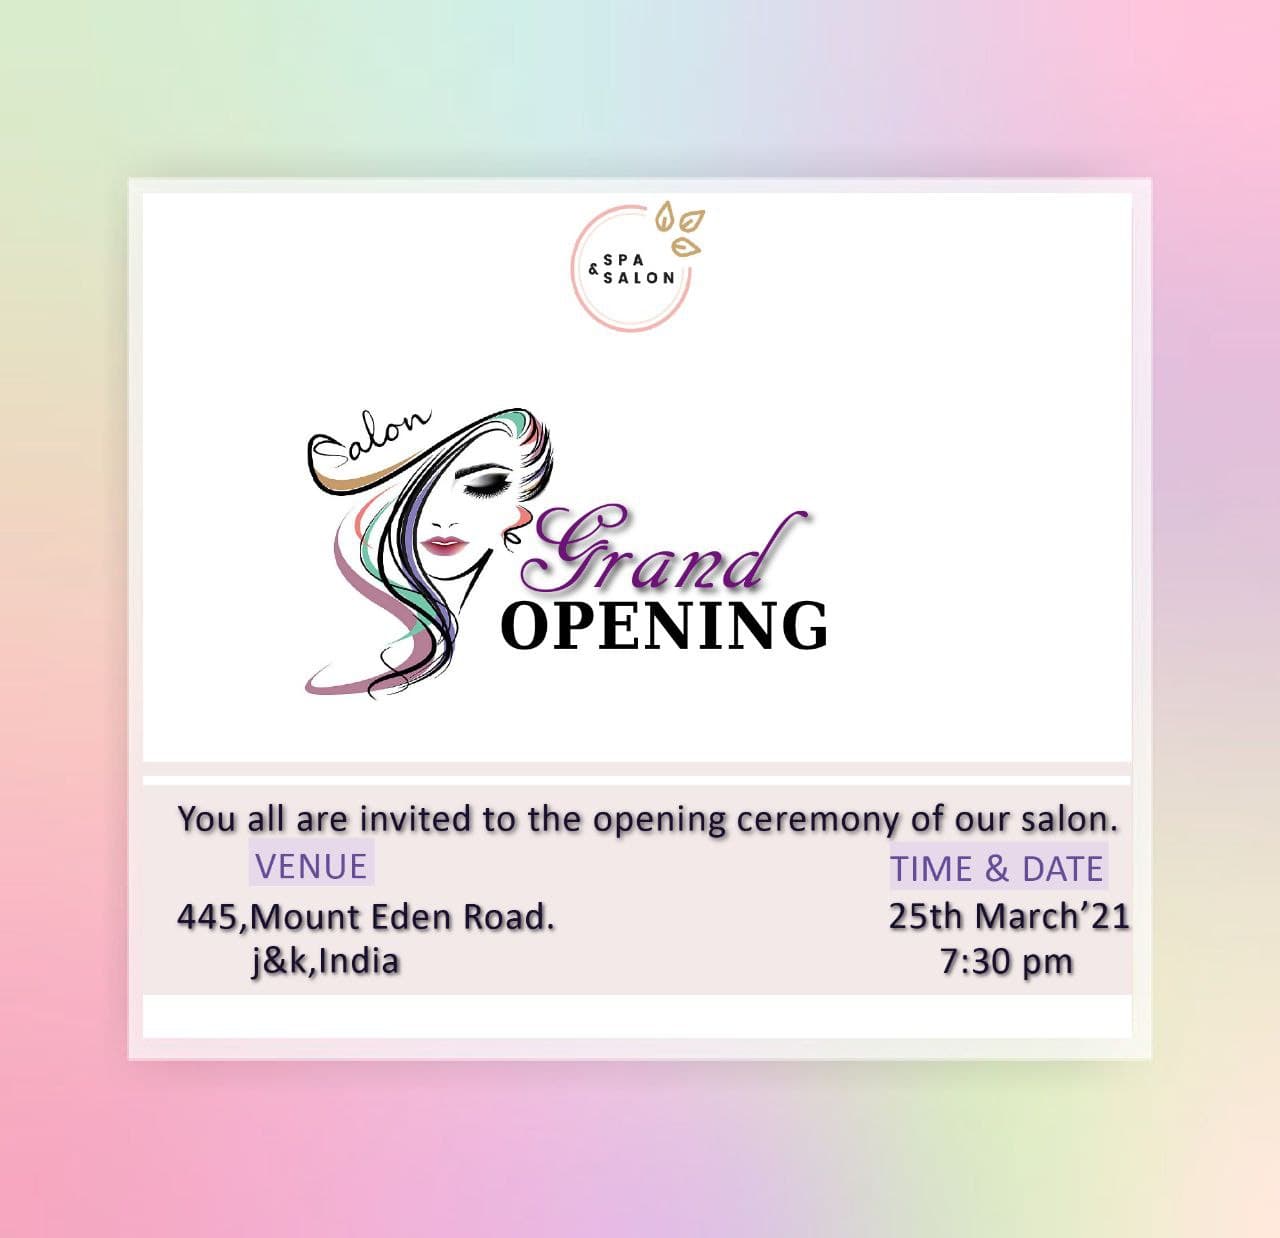 SPA
& SALON
Salon
Grand
OPENING
You all are invited to the opening ceremony of our salon.
VENUE
445,Mount Eden Road.
j&k,India
TIME & DATE
25th March’21
7:30 pm